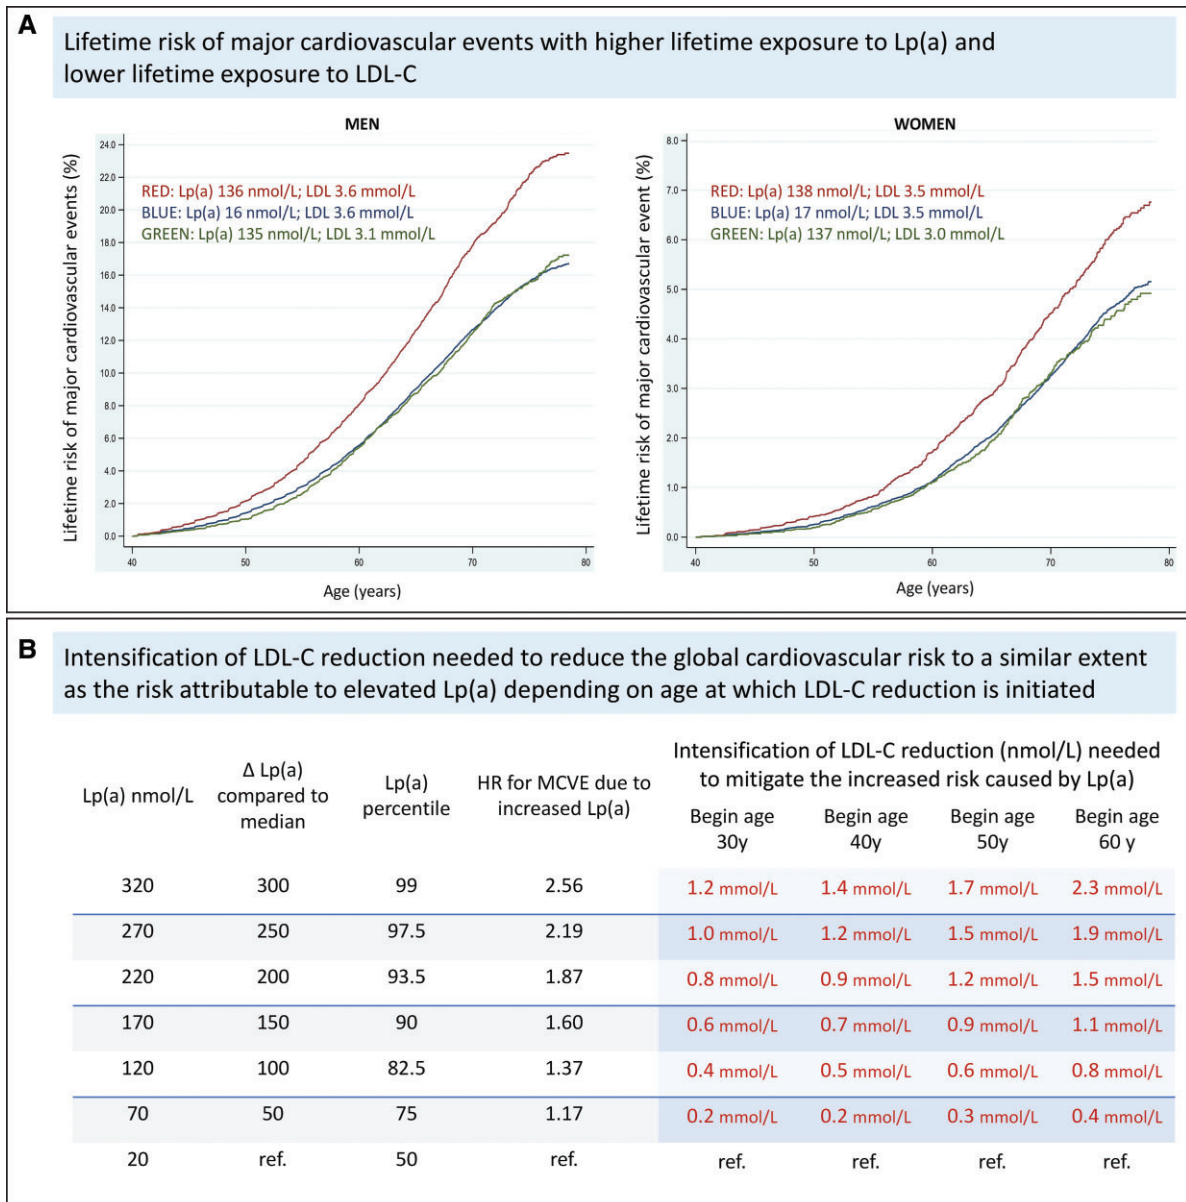 A
Lifetime risk of major cardiovascular events with higher lifetime exposure to Lp(a) and
lower lifetime exposure to LDL-C
MEN
Lifetime risk of major cardiovascular events (%)
24.0
22.0
20.0
18.0
16.0
14.0
12.0
10.0
8.0
6.0
4.0
2.0
0.0
RED: Lp(a) 136 nmol/L; LDL 3.6 mmol/L
BLUE: Lp(a) 16 nmol/L; LDL 3.6 mmol/L
GREEN: Lp(a) 135 nmol/L; LDL 3.1 mmol/L
40 50 60 70 80
Age (years)
WOMEN
Lifetime risk of major cardiovascular event (%)
8.0
7.0
6.0
5.0
4.0
3.0
2.0
1.0
0.0
RED: Lp(a) 138 nmol/L; LDL 3.5 mmol/L
BLUE: Lp(a) 17 nmol/L; LDL 3.5 mmol/L
GREEN: Lp(a) 137 nmol/L; LDL 3.0 mmol/L
40 50 60 70 80
Age (years)
B
Intensification of LDL-C reduction needed to reduce the global cardiovascular risk to a similar extent
as the risk attributable to elevated Lp(a) depending on age at which LDL-C reduction is initiated
Lp(a) nmol/L
Δ Lp(a)
compared to
median
Lp(a)
percentile
HR for MCVE due to
increased Lp(a)
Intensification of LDL-C reduction (nmol/L) needed
to mitigate the increased risk caused by Lp(a)
Begin age
30y
Begin age
40y
Begin age
50y
Begin age
60 y
320 300 99 2.56 1.2 mmol/L 1.4 mmol/L 1.7 mmol/L 2.3 mmol/L
270 250 97.5 2.19 1.0 mmol/L 1.2 mmol/L 1.5 mmol/L 1.9 mmol/L
220 200 93.5 1.87 0.8 mmol/L 0.9 mmol/L 1.2 mmol/L 1.5 mmol/L
170 150 90 1.60 0.6 mmol/L 0.7 mmol/L 0.9 mmol/L 1.1 mmol/L
120 100 82.5 1.37 0.4 mmol/L 0.5 mmol/L 0.6 mmol/L 0.8 mmol/L
70 50 75 1.17 0.2 mmol/L 0.2 mmol/L 0.3 mmol/L 0.4 mmol/L
20 ref. 50 ref. ref. ref. ref. ref.